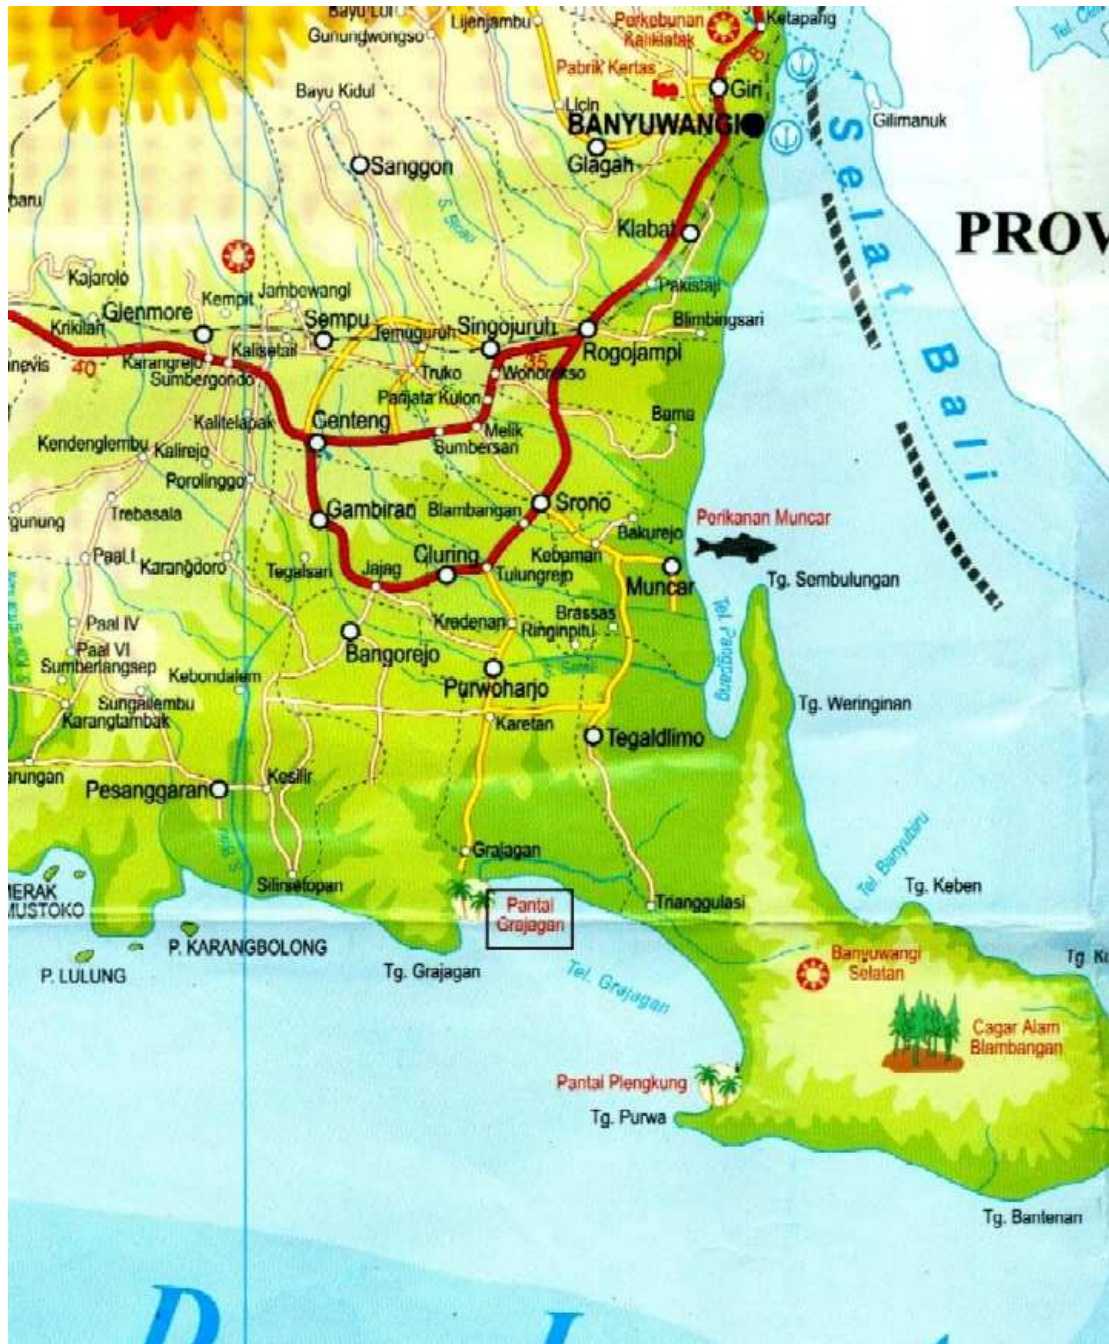 Lijenjambu
Gunungwongso
Perkebunan
Kaliklatak
Ketapang
8
Pabrik Kertas
Giri
Bayu Kidul
Licin
BANYUWANGI
Glagah
Gilimanuk
Sanggon
Selat Bali
Klabat
PROV
Kajarolo
Pakistaji
Kempit
Jambewangi
Glenmore
Krikilan
Sempu
Temuguruh
Singojuruh
Blimbingsari
Kalisetail
Rogojampi
Karangrejo
40
35
Sumbergondo
Truko
Wonorekso
Parijata Kulon
Kalitelapak
Genteng
Melik
Bama
Sumbersari
Kendenglembu
Kalirejo
Porolinggo
Trebasala
Gambiran
Blambangan
Srono
Bakurejo
Perikanan Muncar
Paal I
Karangdoro
Tegalsari
Jajag
Cluring
Kebaman
Tulungrejo
Muncar
Tg. Sembulungan
Paal IV
Kredenan
Brassas
Ringinpitu
Tel. Pangpang
Paal VI
Bangorejo
Sumberlangsep
Kebondalem
Purwoharjo
Sungailembu
Karangtambak
Karetan
Tg. Weringinan
Tegaldlimo
Pesanggaran
Kesilir
Grajagan
Tel. Banyubiru
Silirsetopan
Tg. Keben
MERAK
MUSTOKO
Pantai
Grajagan
Trianggulasi
P. KARANGBOLONG
P. LULUNG
Tg. Grajagan
Tel. Grajagan
Banyuwangi
Selatan
Cagar Alam
Blambangan
Pantai Plengkung
Tg. Purwa
Tg. Bantenan